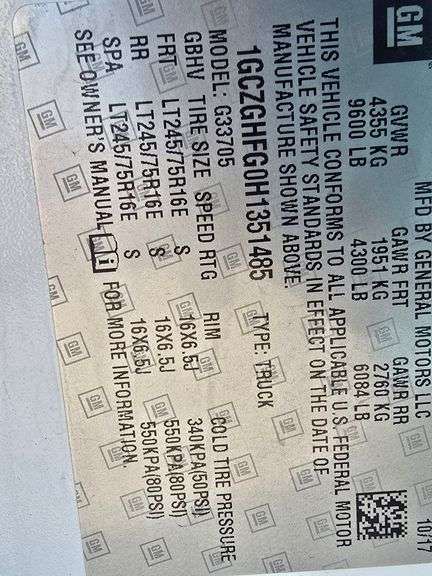 GM
MFD BY GENERAL MOTORS LLC 10/17
GVWR GAWR FRT GAWR RR
4355 KG 1951 KG 2760 KG
9600 LB 4300 LB 6084 LB
THIS VEHICLE CONFORMS TO ALL APPLICABLE U.S. FEDERAL MOTOR
VEHICLE SAFETY STANDARDS IN EFFECT ON THE DATE OF
MANUFACTURE SHOWN ABOVE.
1GCZGHFG0H1351485 TYPE: TRUCK
MODEL: G33705
GBHV TIRE SIZE SPEED RTG RIM COLD TIRE PRESSURE
FRT LT245/75R16E S 16X6.5J 340KPA(50PSI)
RR LT245/75R16E S 16X6.5J 550KPA(80PSI)
SPA LT245/75R16E S 16X6.5J 550KPA(80PSI)
SEE OWNER'S MANUAL i FOR MORE INFORMATION.